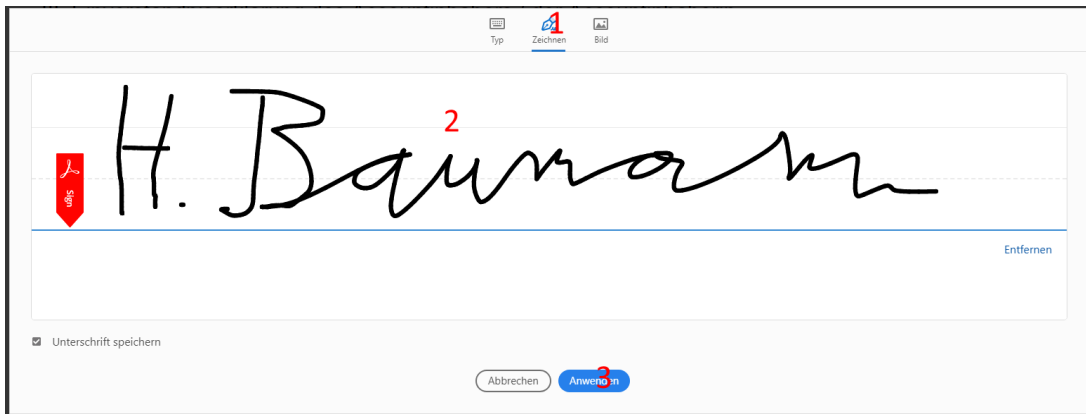 1
Typ Zeichnen Bild
2
H. Baumann
Sign
Entfernen
Unterschrift speichern
3
Abbrechen Anwenden